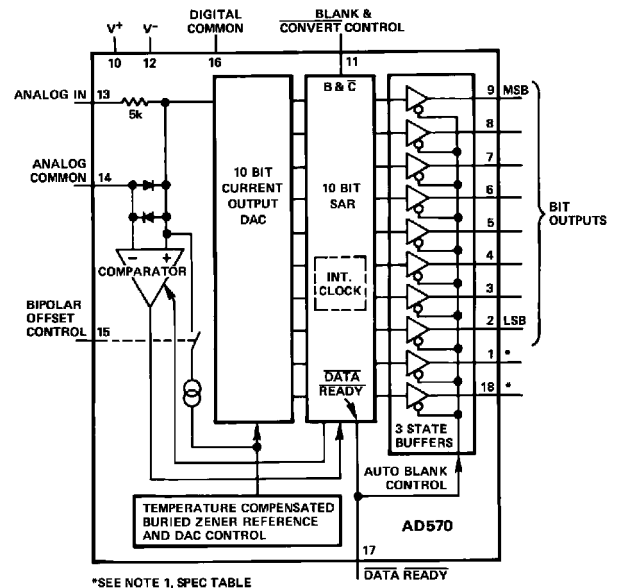 V+
V-
DIGITAL
COMMON
BLANK &
CONVERT CONTROL
10
12
16
11
ANALOG IN
13
5k
ANALOG
COMMON
14
COMPARATOR
-
+
BIPOLAR
OFFSET
CONTROL
15
10 BIT
CURRENT
OUTPUT
DAC
B & C
10 BIT
SAR
INT.
CLOCK
DATA
READY
9 MSB
8
7
6
5
4
3
2 LSB
1 *
18 *
BIT
OUTPUTS
3 STATE
BUFFERS
AUTO BLANK
CONTROL
TEMPERATURE COMPENSATED
BURIED ZENER REFERENCE
AND DAC CONTROL
AD570
17
DATA READY
*SEE NOTE 1, SPEC TABLE